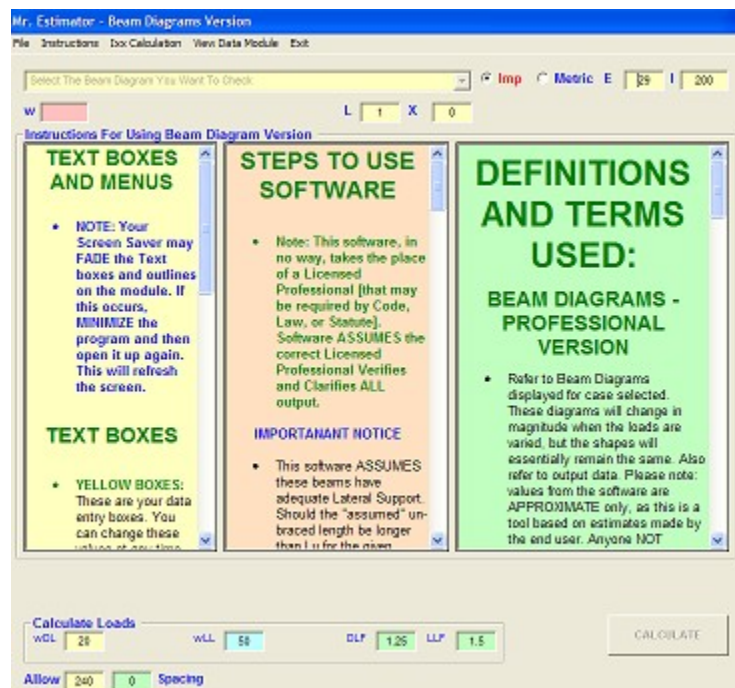 Mr. Estimator - Beam Diagrams Version
File Instructions Ixx Calculation View Data Module Exit
Select The Beam Diagram You Want To Check
Imp Metric E 29 I 200
w L 1 X 0
Instructions For Using Beam Diagram Version
TEXT BOXES
AND MENUS
• NOTE: Your
Screen Saver may
FADE the Text
boxes and outlines
on the module. If
this occurs,
MINIMIZE the
program and then
open it up again.
This will refresh
the screen.
TEXT BOXES
• YELLOW BOXES:
These are your data
entry boxes. You
can change these
values at any time
STEPS TO USE
SOFTWARE
• Note: This software, in
no way, takes the place
of a Licensed
Professional [that may
be required by Code,
Law, or Statute].
Software ASSUMES the
correct Licensed
Professional Verifies
and Clarifies ALL
output.
IMPORTANANT NOTICE
• This software ASSUMES
these beams have
adequate Lateral Support.
Should the "assumed" un-
braced length be longer
than Lu for the given
DEFINITIONS
AND TERMS
USED:
BEAM DIAGRAMS -
PROFESSIONAL
VERSION
• Refer to Beam Diagrams
displayed for case selected.
These diagrams will change in
magnitude when the loads are
varied, but the shapes will
essentially remain the same. Also
refer to output data. Please note:
values from the software are
APPROXIMATE only, as this is a
tool based on estimates made by
the end user. Anyone NOT
Calculate Loads
wDL 20 wLL 50 DLF 1.25 LLF 1.5
CALCULATE
Allow 240 0 Spacing